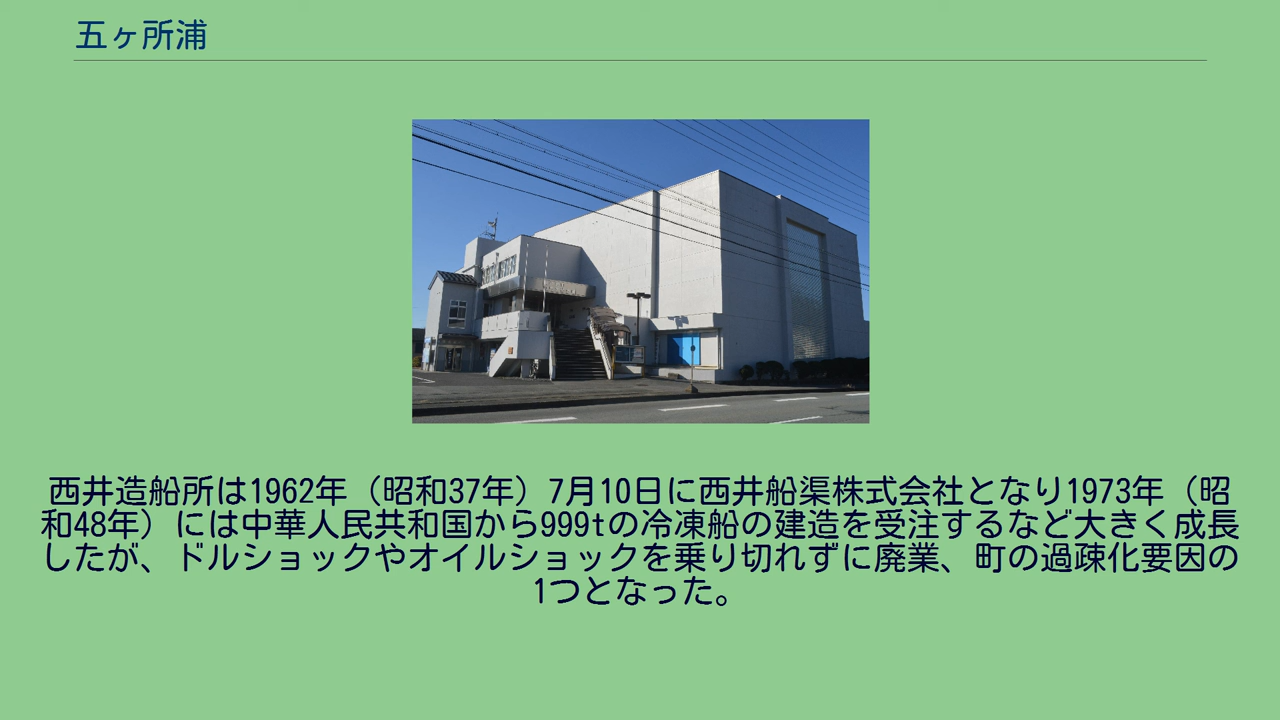 五ヶ所浦
西井造船所は1962年（昭和37年）7月10日に西井船渠株式会社となり1973年（昭
和48年）には中華人民共和国から999tの冷凍船の建造を受注するなど大きく成長
したが、ドルショックやオイルショックを乗り切れずに廃業、町の過疎化要因の
1つとなった。